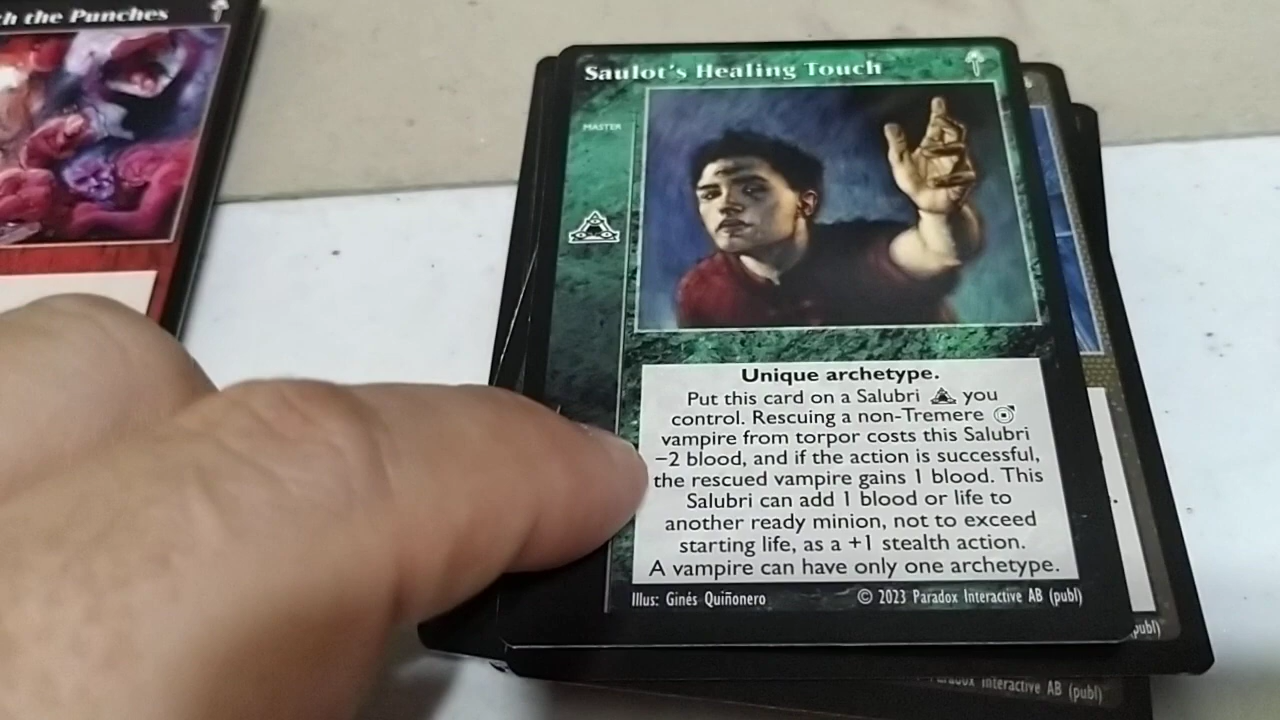 h the Punches
Saulot's Healing Touch
MASTER
Unique archetype.
Put this card on a Salubri you
control. Rescuing a non-Tremere
vampire from torpor costs this Salubri
−2 blood, and if the action is successful,
the rescued vampire gains 1 blood. This
Salubri can add 1 blood or life to
another ready minion, not to exceed
starting life, as a +1 stealth action.
A vampire can have only one archetype.
Illus: Ginés Quiñonero © 2023 Paradox Interactive AB (publ)
publ)
Interactive AB (publ)